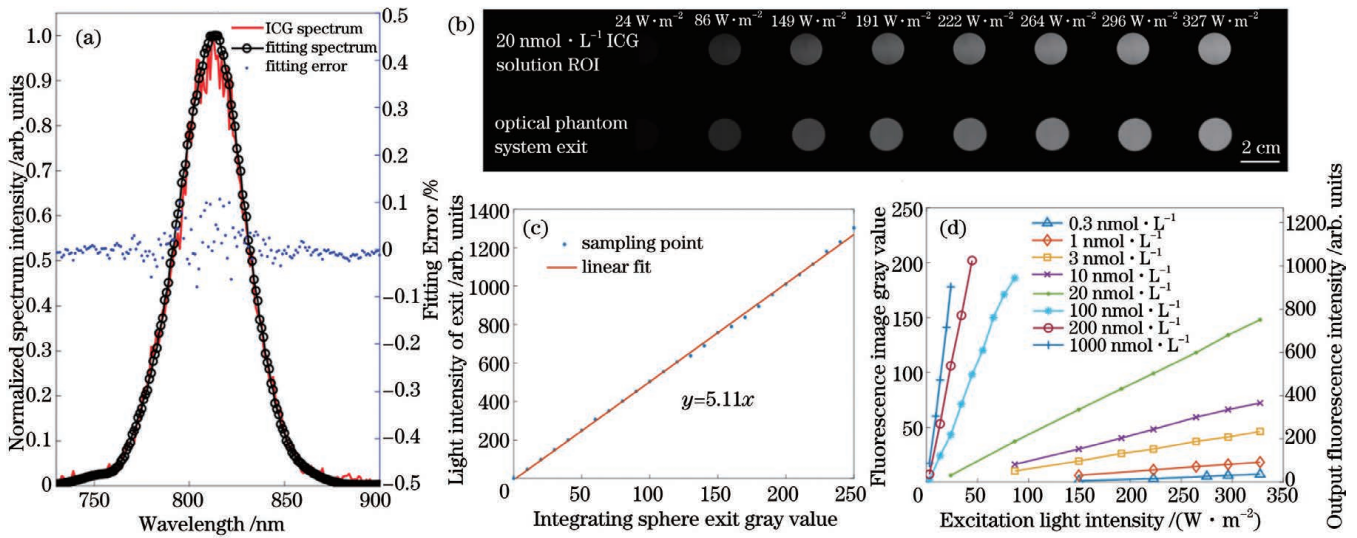 (a)
ICG spectrum
fitting spectrum
fitting error
Normalized spectrum intensity /arb. units
1.0
0.9
0.8
0.7
0.6
0.5
0.4
0.3
0.2
0.1
0
750
800
850
900
Wavelength /nm
0.5
0.4
0.3
0.2
0.1
0
−0.1
−0.2
−0.3
−0.4
−0.5
Fitting Error /%
(b)
24 W·m⁻² 86 W·m⁻² 149 W·m⁻² 191 W·m⁻² 222 W·m⁻² 264 W·m⁻² 296 W·m⁻² 327 W·m⁻²
20 nmol·L⁻¹ ICG
solution ROI
optical phantom
system exit
2 cm
(c)
sampling point
linear fit
y=5.11x
Light intensity of exit /arb. units
1400
1200
1000
800
600
400
200
0
50
100
150
200
250
Integrating sphere exit gray value
(d)
0.3 nmol·L⁻¹
1 nmol·L⁻¹
3 nmol·L⁻¹
10 nmol·L⁻¹
20 nmol·L⁻¹
100 nmol·L⁻¹
200 nmol·L⁻¹
1000 nmol·L⁻¹
Fluorescence image gray value
250
200
150
100
50
0
0
50
100
150
200
250
300
350
Excitation light intensity /(W·m⁻²)
1200
1000
800
600
400
200
0
Output fluorescence intensity /arb. units